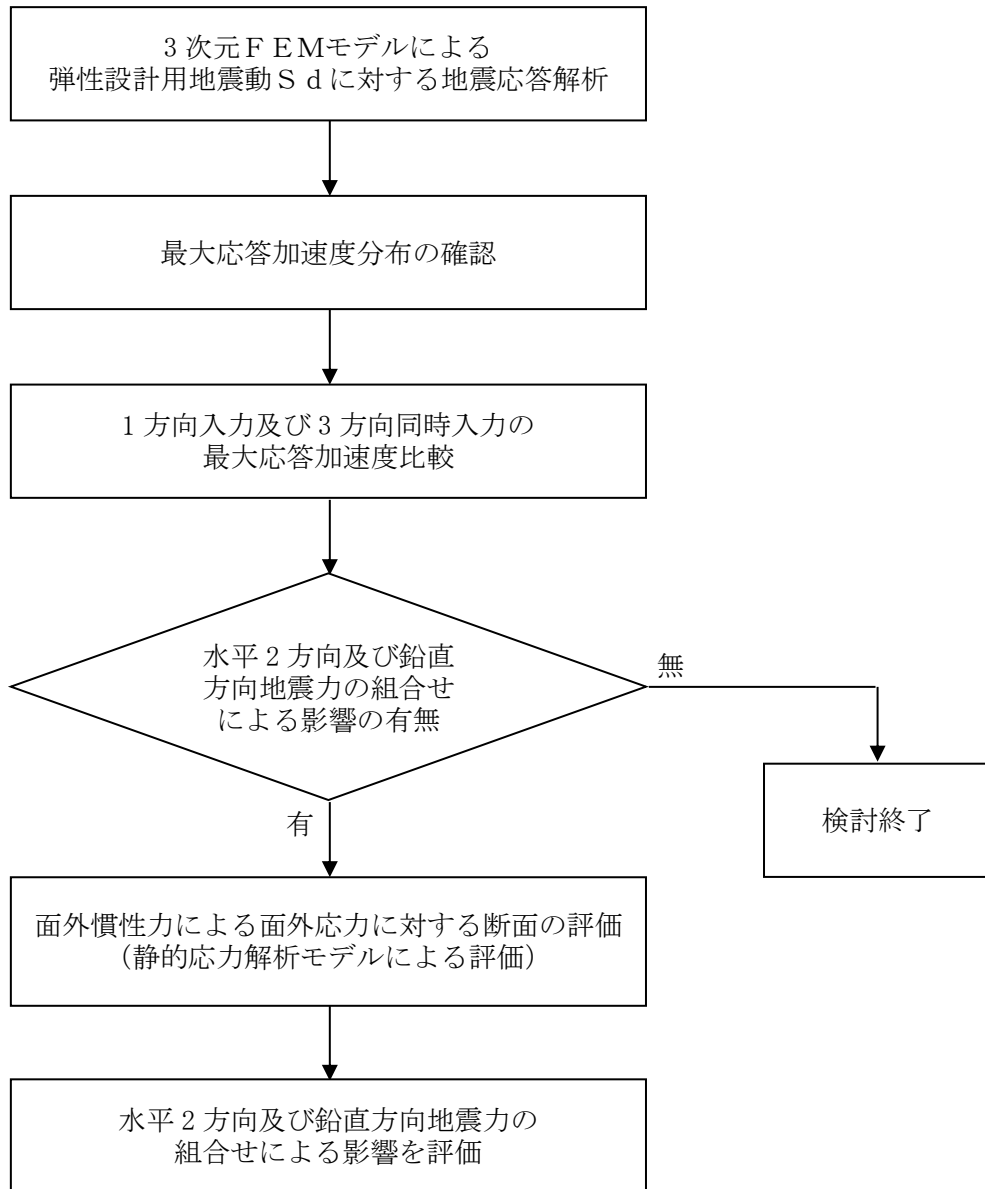 3次元ＦＥＭモデルによる
弾性設計用地震動Ｓｄに対する地震応答解析
最大応答加速度分布の確認
1方向入力及び3方向同時入力の
最大応答加速度比較
水平2方向及び鉛直
方向地震力の組合せ
による影響の有無
無
検討終了
有
面外慣性力による面外応力に対する断面の評価
（静的応力解析モデルによる評価）
水平2方向及び鉛直方向地震力の
組合せによる影響を評価